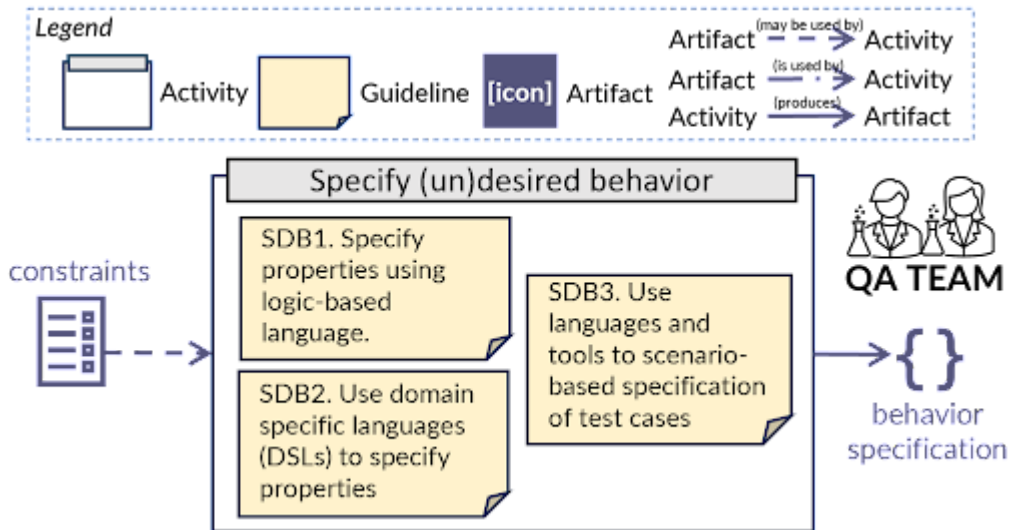 Legend
Activity
Guideline
[icon]
Artifact
Artifact (may be used by) Activity
Artifact (is used by) Activity
Activity (produces) Artifact
Specify (un)desired behavior
constraints
SDB1. Specify
properties using
logic-based
language.
SDB2. Use domain
specific languages
(DSLs) to specify
properties
SDB3. Use
languages and
tools to scenario-
based specification
of test cases
QA TEAM
{ }
behavior
specification